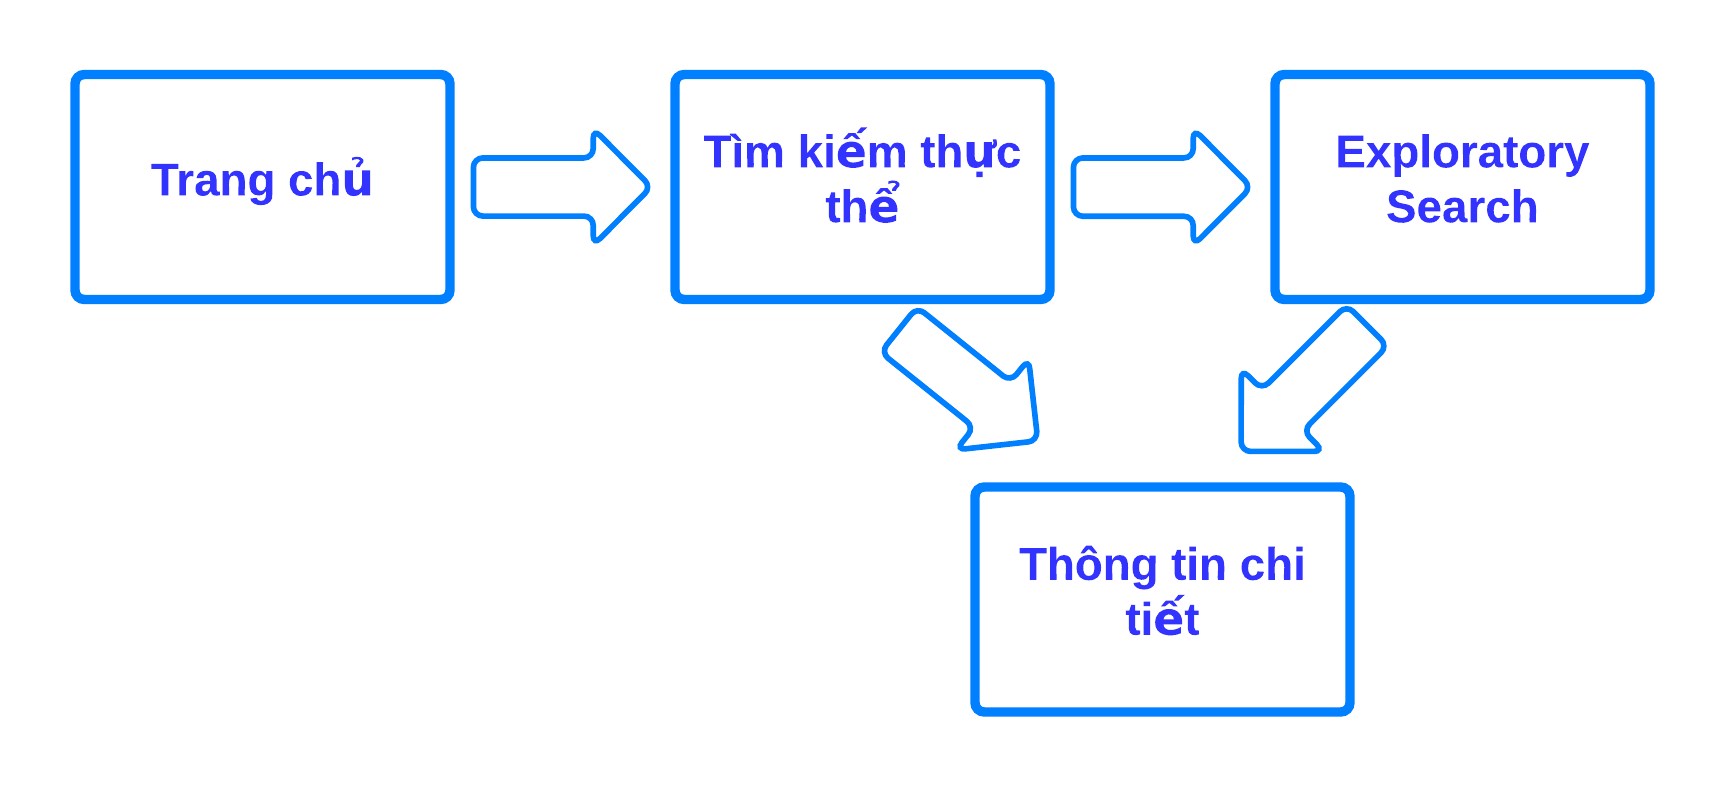 Trang chủ
Tìm kiếm thực
thể
Exploratory
Search
Thông tin chi
tiết